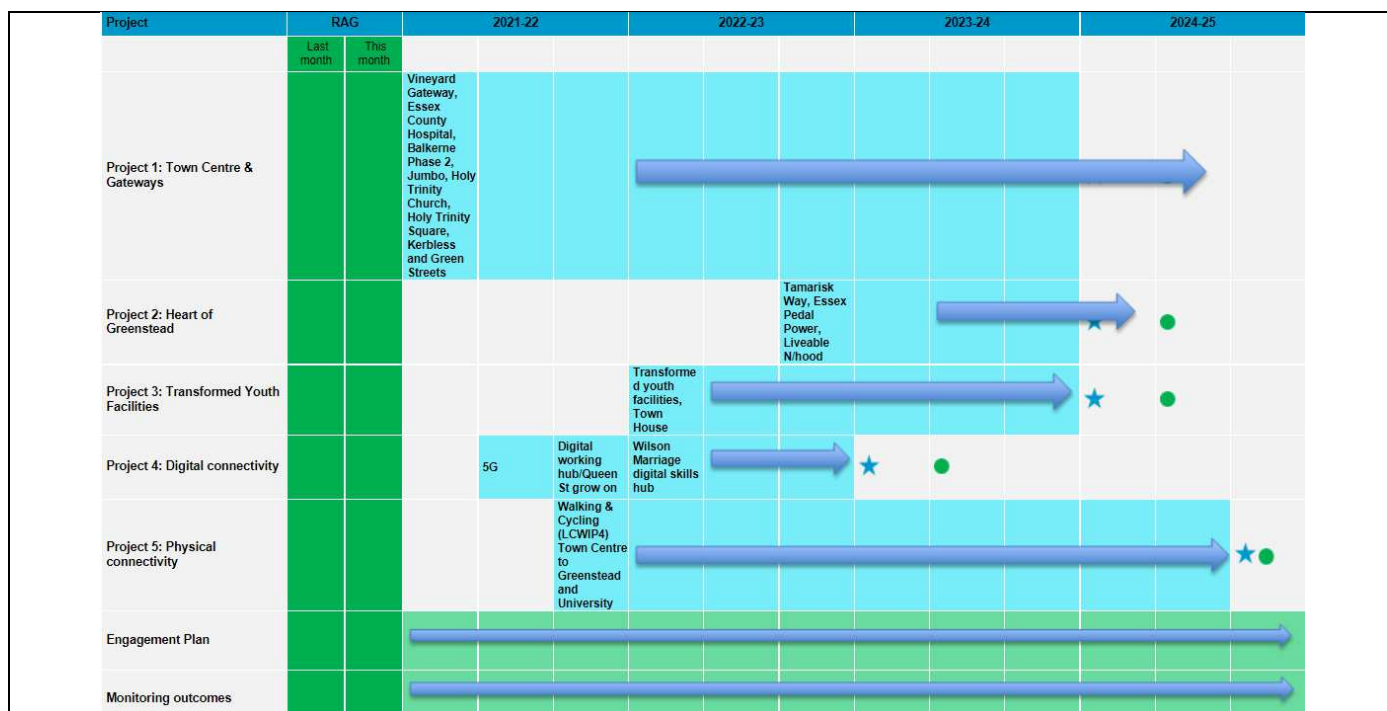 Project RAG 2021-22 2022-23 2023-24 2024-25
Last month
This month
Project 1: Town Centre & Gateways
Vineyard
Gateway,
Essex
County
Hospital,
Balkerne
Phase 2,
Jumbo, Holy
Trinity
Church,
Holy Trinity
Square,
Kerbless
and Green
Streets
Project 2: Heart of
Greenstead
Tamarisk
Way, Essex
Pedal
Power,
Liveable
N/hood
Project 3: Transformed Youth
Facilities
Transforme
d youth
facilities,
Town
House
Project 4: Digital connectivity
5G
Digital
working
hub/Queen
St grow on
Wilson
Marriage
digital skills
hub
Project 5: Physical
connectivity
Walking &
Cycling
(LCWIP4)
Town Centre
to
Greenstead
and
University
Engagement Plan
Monitoring outcomes